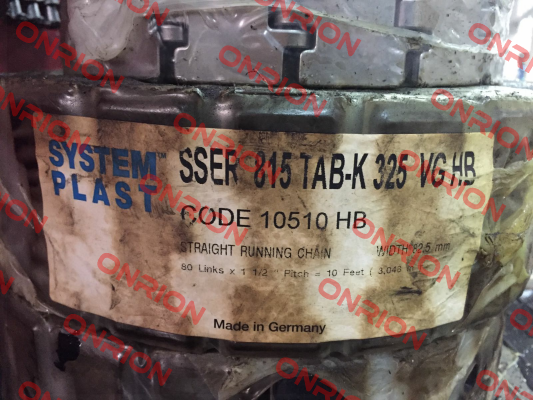 SYSTEM
PLAST
SSER 815 TAB-K 325 VG HB
CODE 10510 HB
STRAIGHT RUNNING CHAIN WIDTH 82.5 mm
80 Links x 1 1/2 " Pitch = 10 Feet ( 3,048
Made in Germany
ONRION